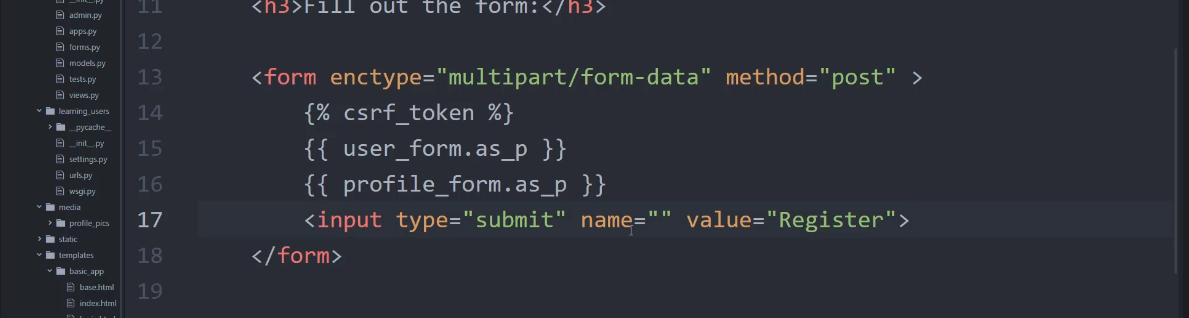 __init__.py
admin.py
apps.py
forms.py
models.py
tests.py
views.py
learning_users
__pycache__
__init__.py
settings.py
urls.py
wsgi.py
media
profile_pics
static
templates
basic_app
base.html
index.html
11 <h3>Fill out the form:</h3>
12
13 <form enctype="multipart/form-data" method="post" >
14 {% csrf_token %}
15 {{ user_form.as_p }}
16 {{ profile_form.as_p }}
17 <input type="submit" name="" value="Register">
18 </form>
19